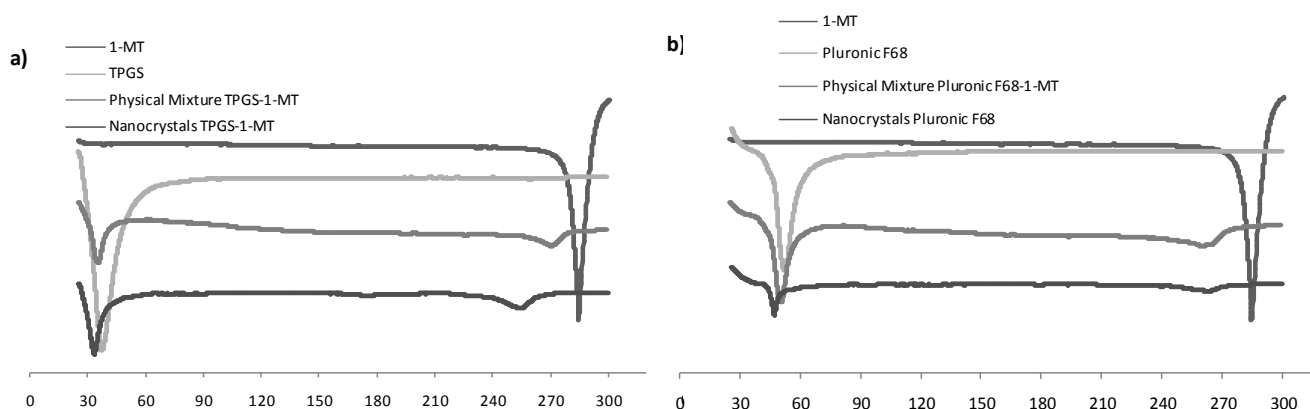 a)
1-MT
TPGS
Physical Mixture TPGS-1-MT
Nanocrystals TPGS-1-MT
0 30 60 90 120 150 180 210 240 270 300
b)
1-MT
Pluronic F68
Physical Mixture Pluronic F68-1-MT
Nanocrystals Pluronic F68
0 30 60 90 120 150 180 210 240 270 300